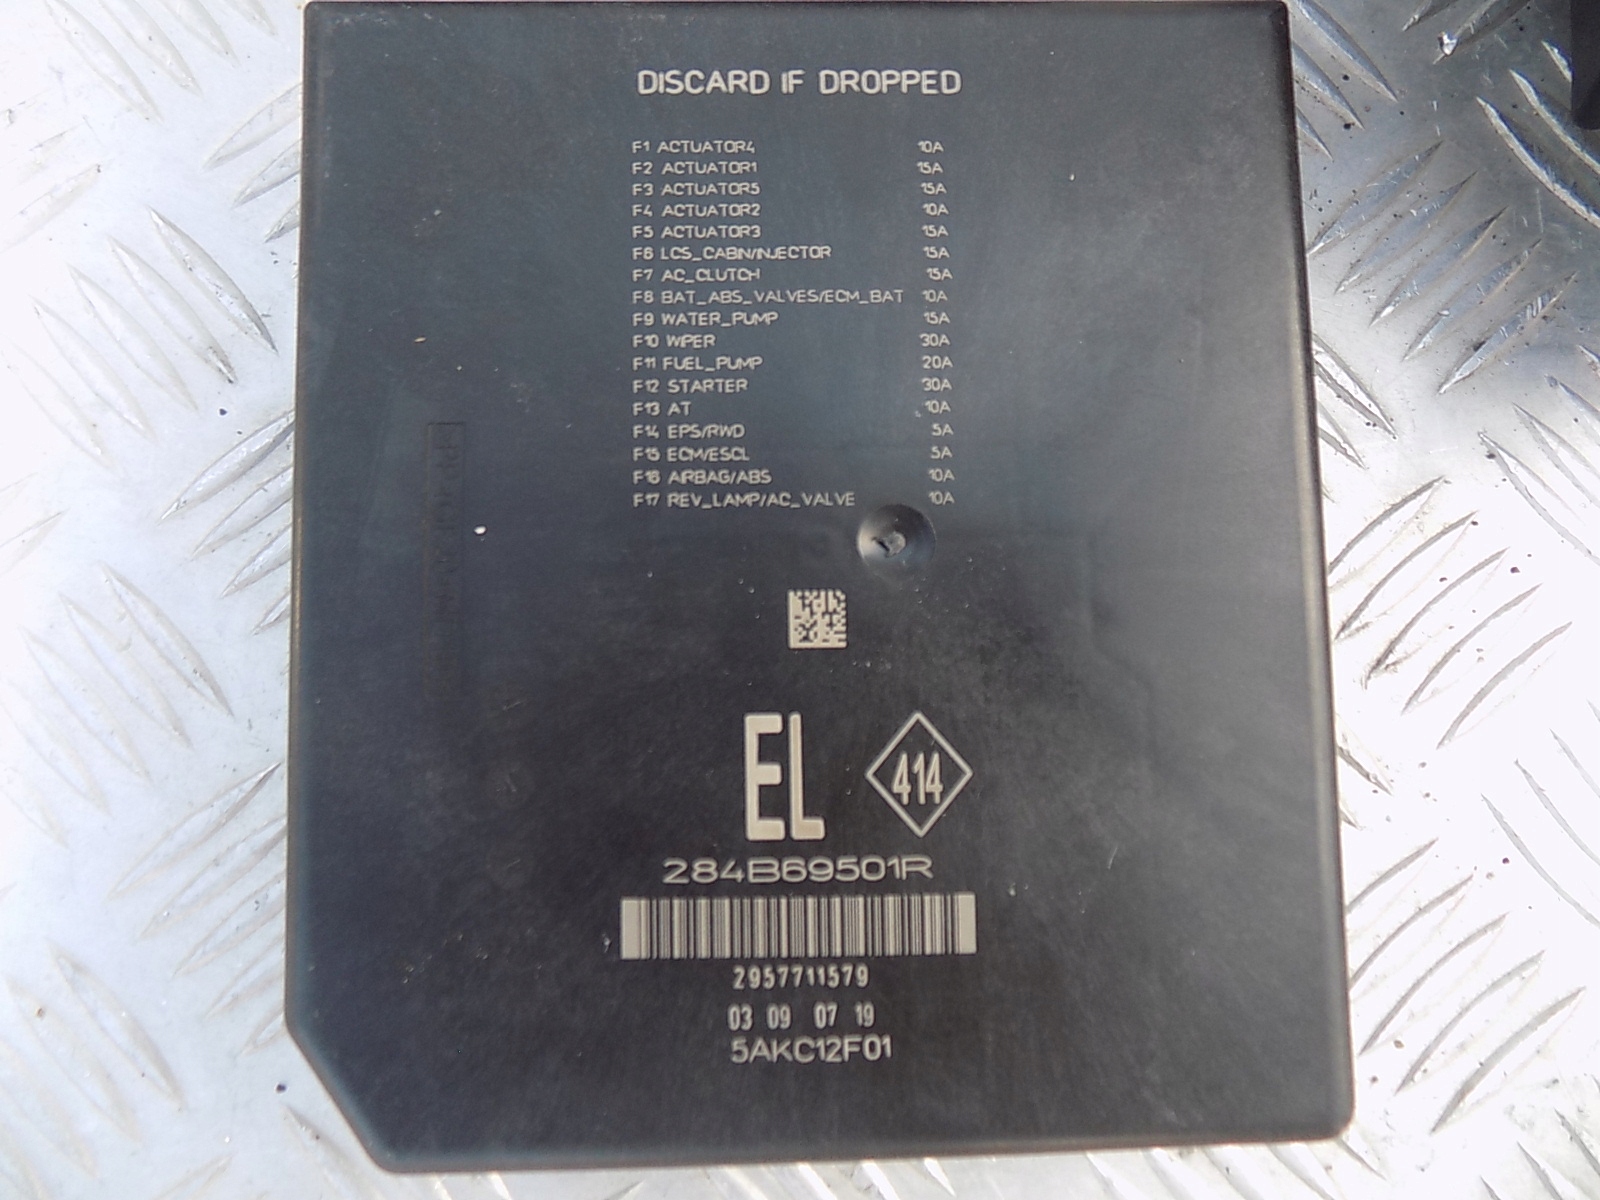 DISCARD IF DROPPED
F1 ACTUATOR4 10A
F2 ACTUATOR1 15A
F3 ACTUATOR5 15A
F4 ACTUATOR2 10A
F5 ACTUATOR3 15A
F6 LCS_CABIN/INJECTOR 15A
F7 AC_CLUTCH 15A
F8 BAT_ABS_VALVES/ECM_BAT 10A
F9 WATER_PUMP 15A
F10 WIPER 30A
F11 FUEL_PUMP 20A
F12 STARTER 30A
F13 AT 10A
F14 EPS/RWD 5A
F15 ECM/ESCL 5A
F16 AIRBAG/ABS 10A
F17 REV_LAMP/AC_VALVE 10A
EL 414
284B69501R
2957711579
03 09 07 19
5AKC12F01